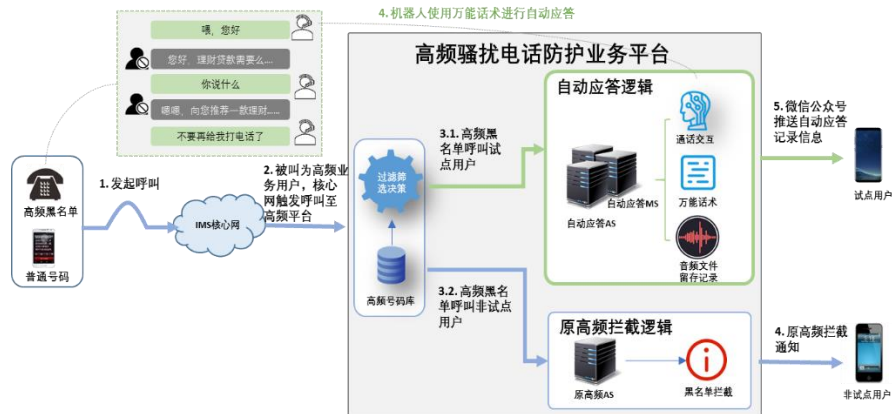 4. 机器人使用万能话术进行自动应答
喂，您好
您好，理财贷款需要么....
你说什么
嗯嗯，向您推荐一款理财......
不要再给我打电话了
高频骚扰电话防护业务平台
自动应答逻辑
通话交互
万能话术
音频文件
留存记录
自动应答MS
自动应答AS
5. 微信公众号
推送自动应答
记录信息
试点用户
3.1. 高频黑
名单呼叫试
点用户
过滤筛
选决策
高频号码库
2. 被叫为高频业
务用户，核心
网触发呼叫至
高频平台
1. 发起呼叫
IMS核心网
高频黑名单
普通号码
3.2. 高频黑
名单呼叫非试点
用户
原高频拦截逻辑
原高频AS
黑名单拦截
4. 原高频拦截
通知
非试点用户